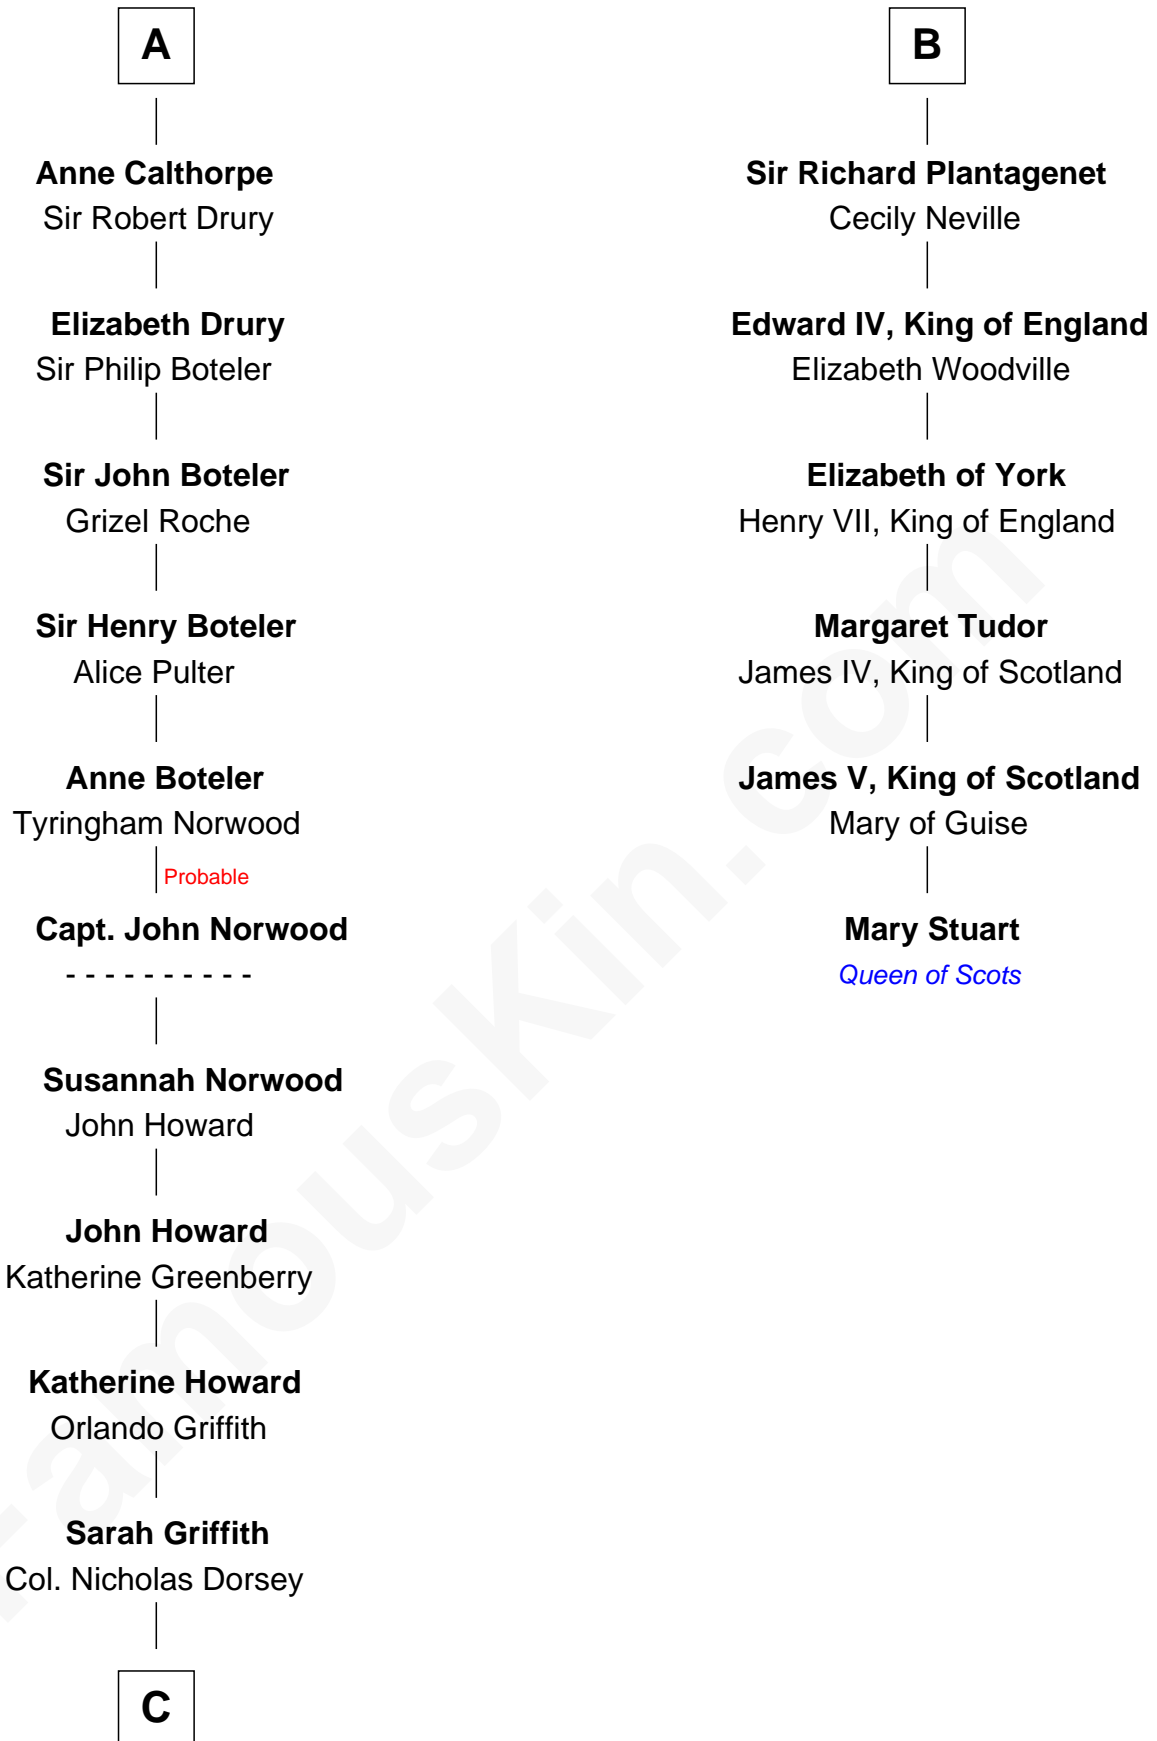 A
Anne Calthorpe
Sir Robert Drury
Elizabeth Drury
Sir Philip Boteler
Sir John Boteler
Grizel Roche
Sir Henry Boteler
Alice Pulter
Anne Boteler
Tyringham Norwood
Probable
Capt. John Norwood
- - - - - - - - - -
Susannah Norwood
John Howard
John Howard
Katherine Greenberry
Katherine Howard
Orlando Griffith
Sarah Griffith
Col. Nicholas Dorsey
C
B
Sir Richard Plantagenet
Cecily Neville
Edward IV, King of England
Elizabeth Woodville
Elizabeth of York
Henry VII, King of England
Margaret Tudor
James IV, King of Scotland
James V, King of Scotland
Mary of Guise
Mary Stuart
Queen of Scots
FamousKin.com